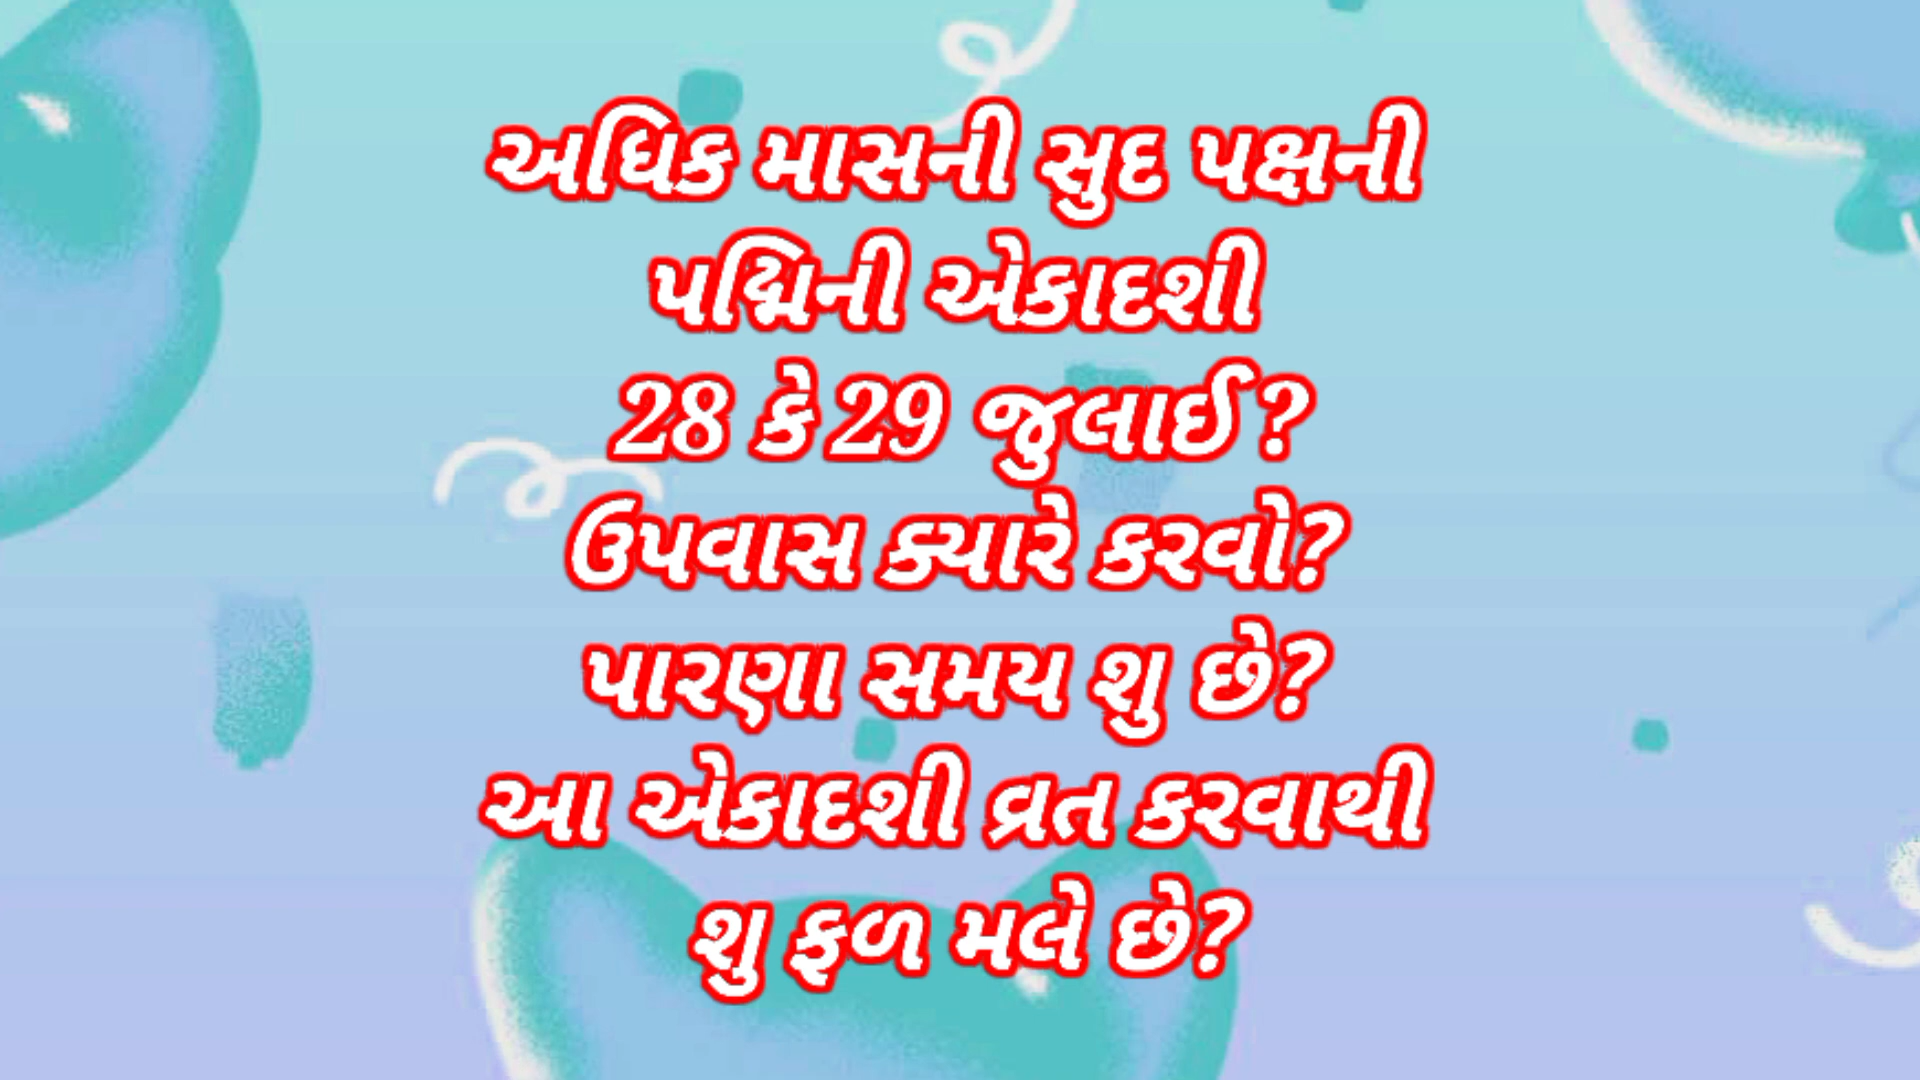 અધિક માસની સુદ પક્ષની
પદ્મિની એકાદશી
28 કે 29 જુલાઈ ?
ઉપવાસ ક્યારે કરવો?
પારણા સમય શુ છે?
આ એકાદશી વ્રત કરવાથી
શુ ફળ મલે છે?